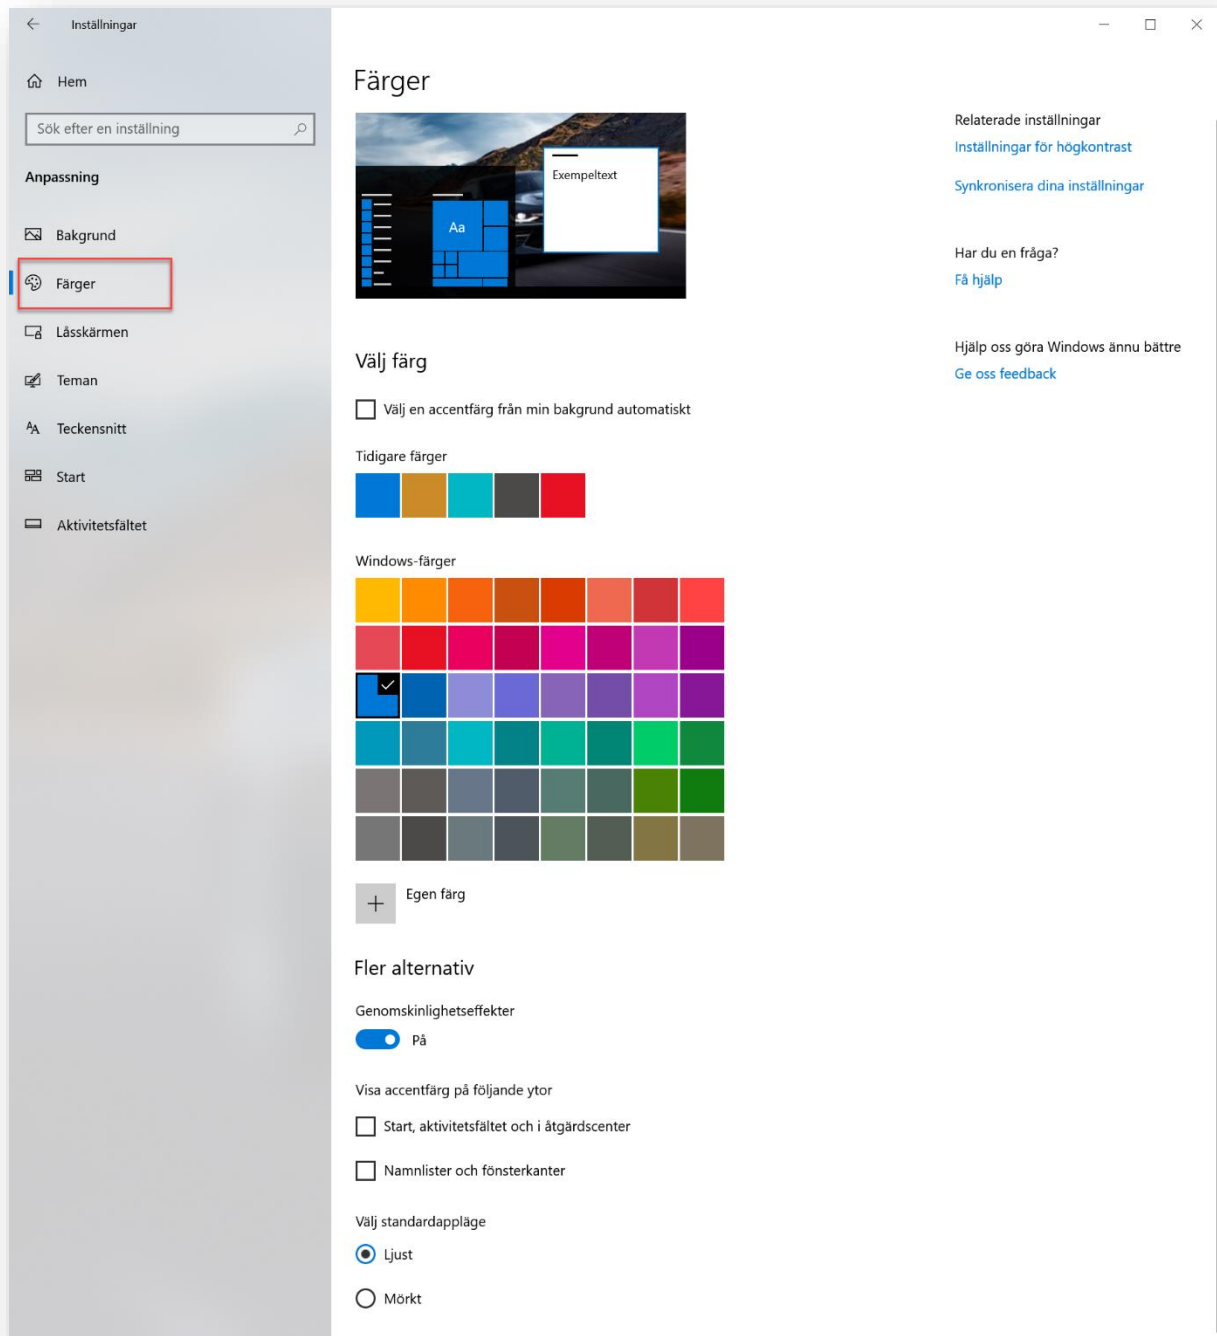 Inställningar
Hem
Sök efter en inställning
Anpassning
Bakgrund
Färger
Låsskärmen
Teman
Teckensnitt
Start
Aktivitetsfältet
Färger
Exempeltext
Aa
Välj färg
Välj en accentfärg från min bakgrund automatiskt
Tidigare färger
Windows-färger
Egen färg
Fler alternativ
Genomskinlighetseffekter
På
Visa accentfärg på följande ytor
Start, aktivitetsfältet och i åtgärdscenter
Namnlister och fönsterkanter
Välj standardappläge
Ljust
Mörkt
Relaterade inställningar
Inställningar för högkontrast
Synkronisera dina inställningar
Har du en fråga?
Få hjälp
Hjälp oss göra Windows ännu bättre
Ge oss feedback